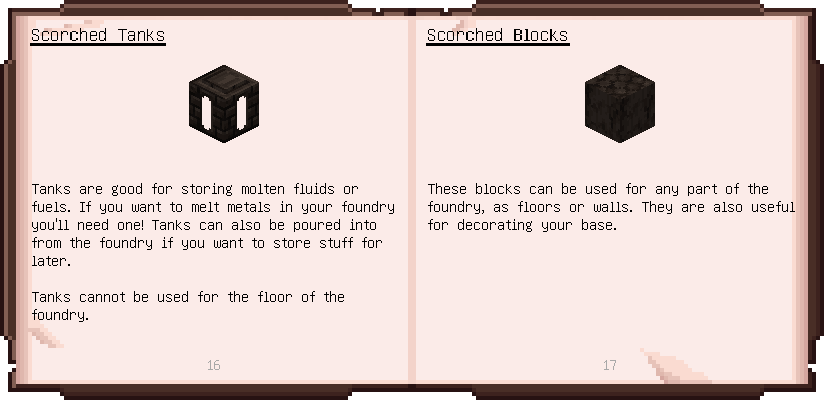 Scorched Tanks
Tanks are good for storing molten fluids or
fuels. If you want to melt metals in your foundry
you'll need one! Tanks can also be poured into
from the foundry if you want to store stuff for
later.
Tanks cannot be used for the floor of the
foundry.
16
Scorched Blocks
These blocks can be used for any part of the
foundry, as floors or walls. They are also useful
for decorating your base.
17